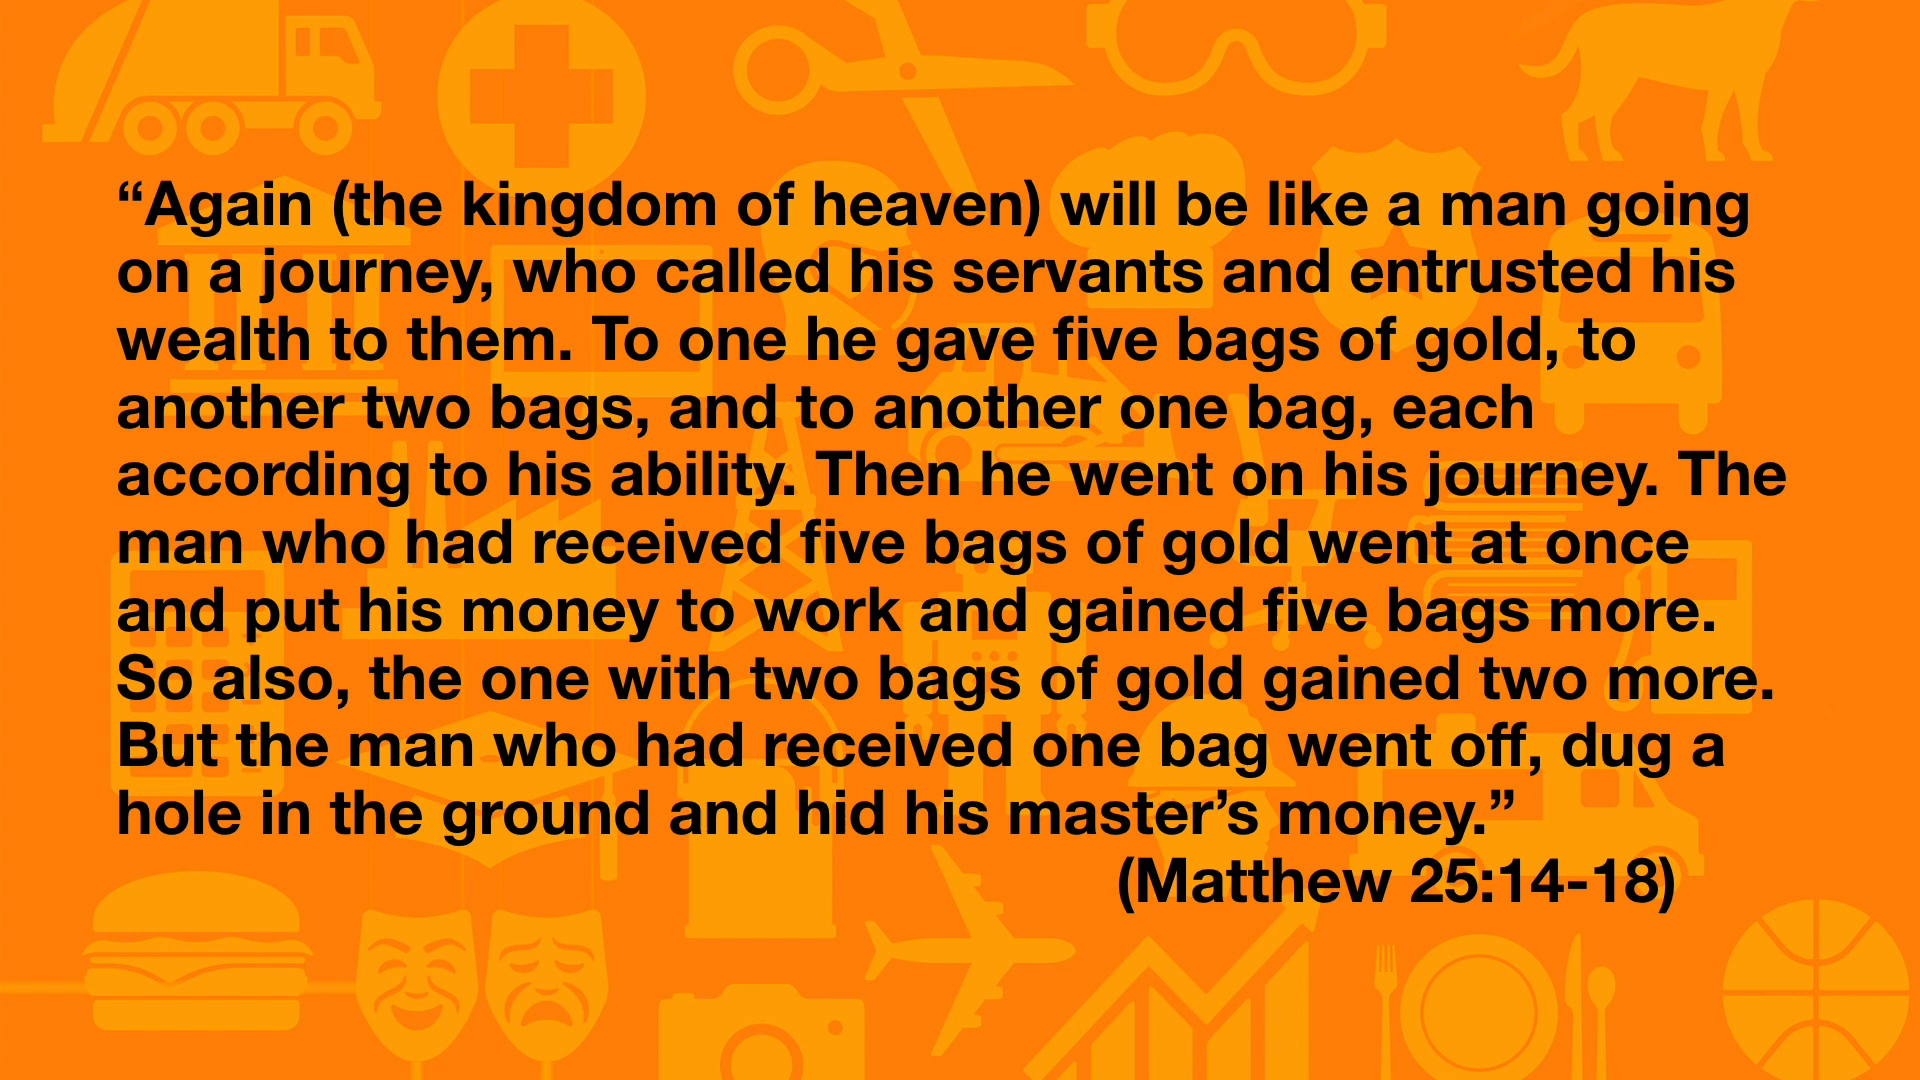 “Again (the kingdom of heaven) will be like a man going
on a journey, who called his servants and entrusted his
wealth to them. To one he gave five bags of gold, to
another two bags, and to another one bag, each
according to his ability. Then he went on his journey. The
man who had received five bags of gold went at once
and put his money to work and gained five bags more.
So also, the one with two bags of gold gained two more.
But the man who had received one bag went off, dug a
hole in the ground and hid his master’s money.”
(Matthew 25:14-18)